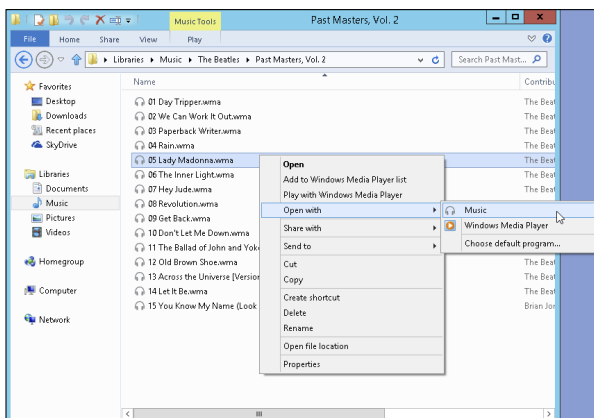 Music Tools
Past Masters, Vol. 2
File Home Share View Play
Libraries Music The Beatles Past Masters, Vol. 2
Search Past Mast...
Name
Contribu
Favorites
Desktop
Downloads
Recent places
SkyDrive
Libraries
Documents
Music
Pictures
Videos
Homegroup
Computer
Network
01 Day Tripper.wma The Beat
02 We Can Work It Out.wma The Beat
03 Paperback Writer.wma The Beat
04 Rain.wma The Beat
05 Lady Madonna.wma The Beat
06 The Inner Light.wma The Beat
07 Hey Jude.wma The Beat
08 Revolution.wma
09 Get Back.wma
10 Don't Let Me Down.wma
11 The Ballad of John and Yoko
12 Old Brown Shoe.wma The Beat
13 Across the Universe [Version The Beat
14 Let It Be.wma The Beat
15 You Know My Name (Look Brian Jon
Open
Add to Windows Media Player list
Play with Windows Media Player
Open with
Share with
Send to
Cut
Copy
Create shortcut
Delete
Rename
Open file location
Properties
Music
Windows Media Player
Choose default program...